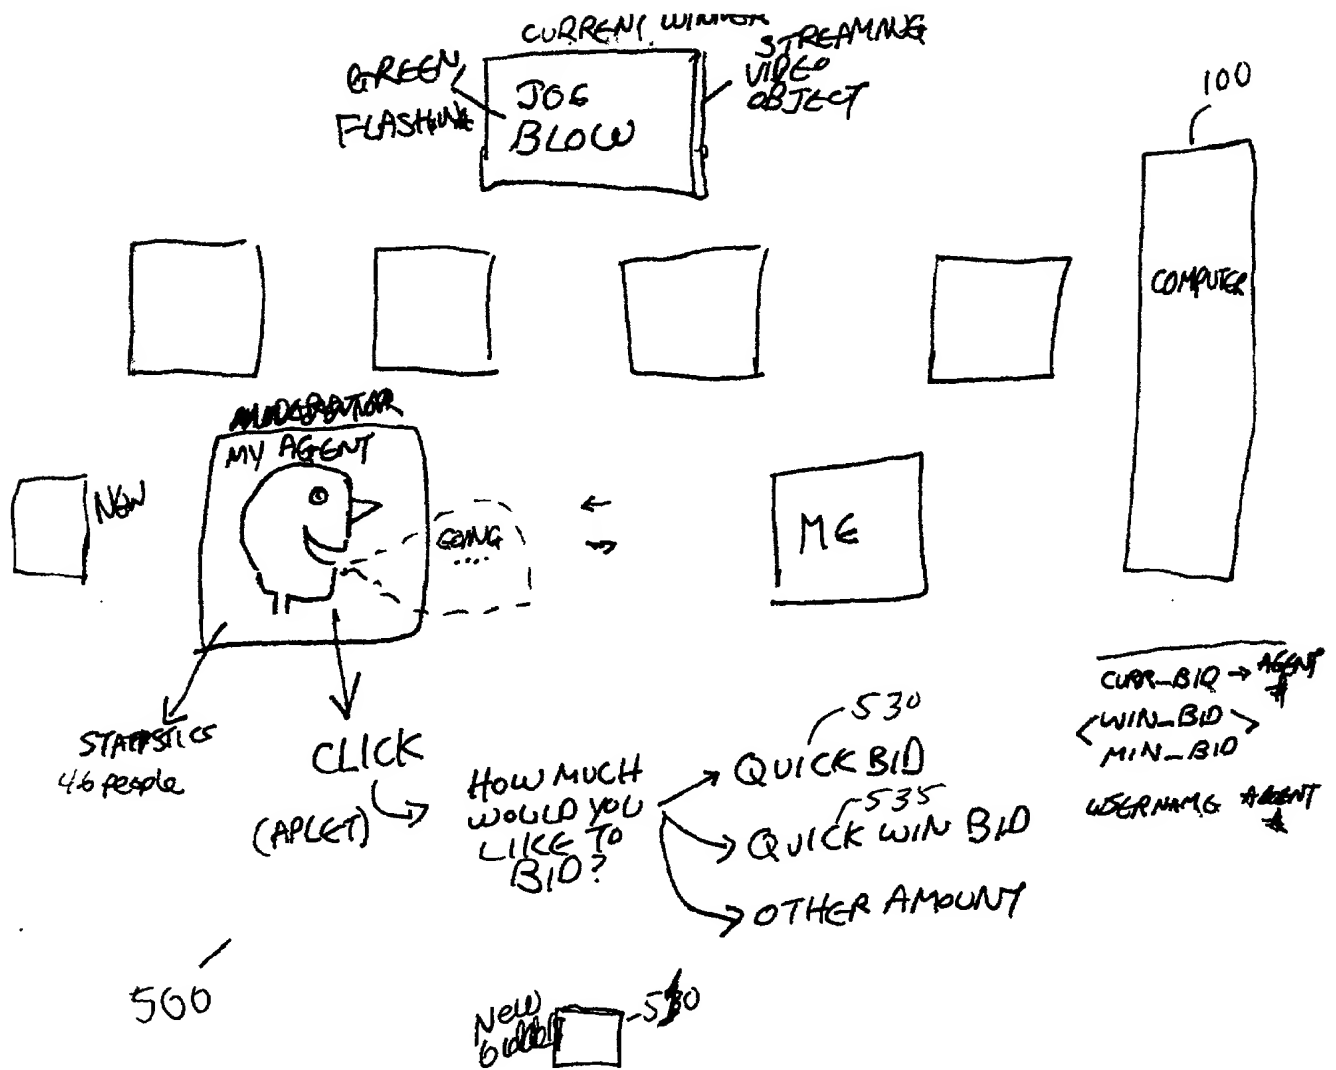 CURRENT WINNER
STREAMING
VIDEO
OBJECT
GREEN
FLASHING
JOE
BLOW
100
COMPUTER
MODERATOR
MY AGENT
NEW
GOING
....
ME
STATISTICS
46 people
CLICK
(APLET)
HOW MUCH
WOULD YOU
LIKE TO
BID?
530
QUICK BID
535
QUICK WIN BID
OTHER AMOUNT
CURR_BID → AGENT
#
WIN_BID
MIN_BID
USERNAME AGENT
#
500
New
bidder